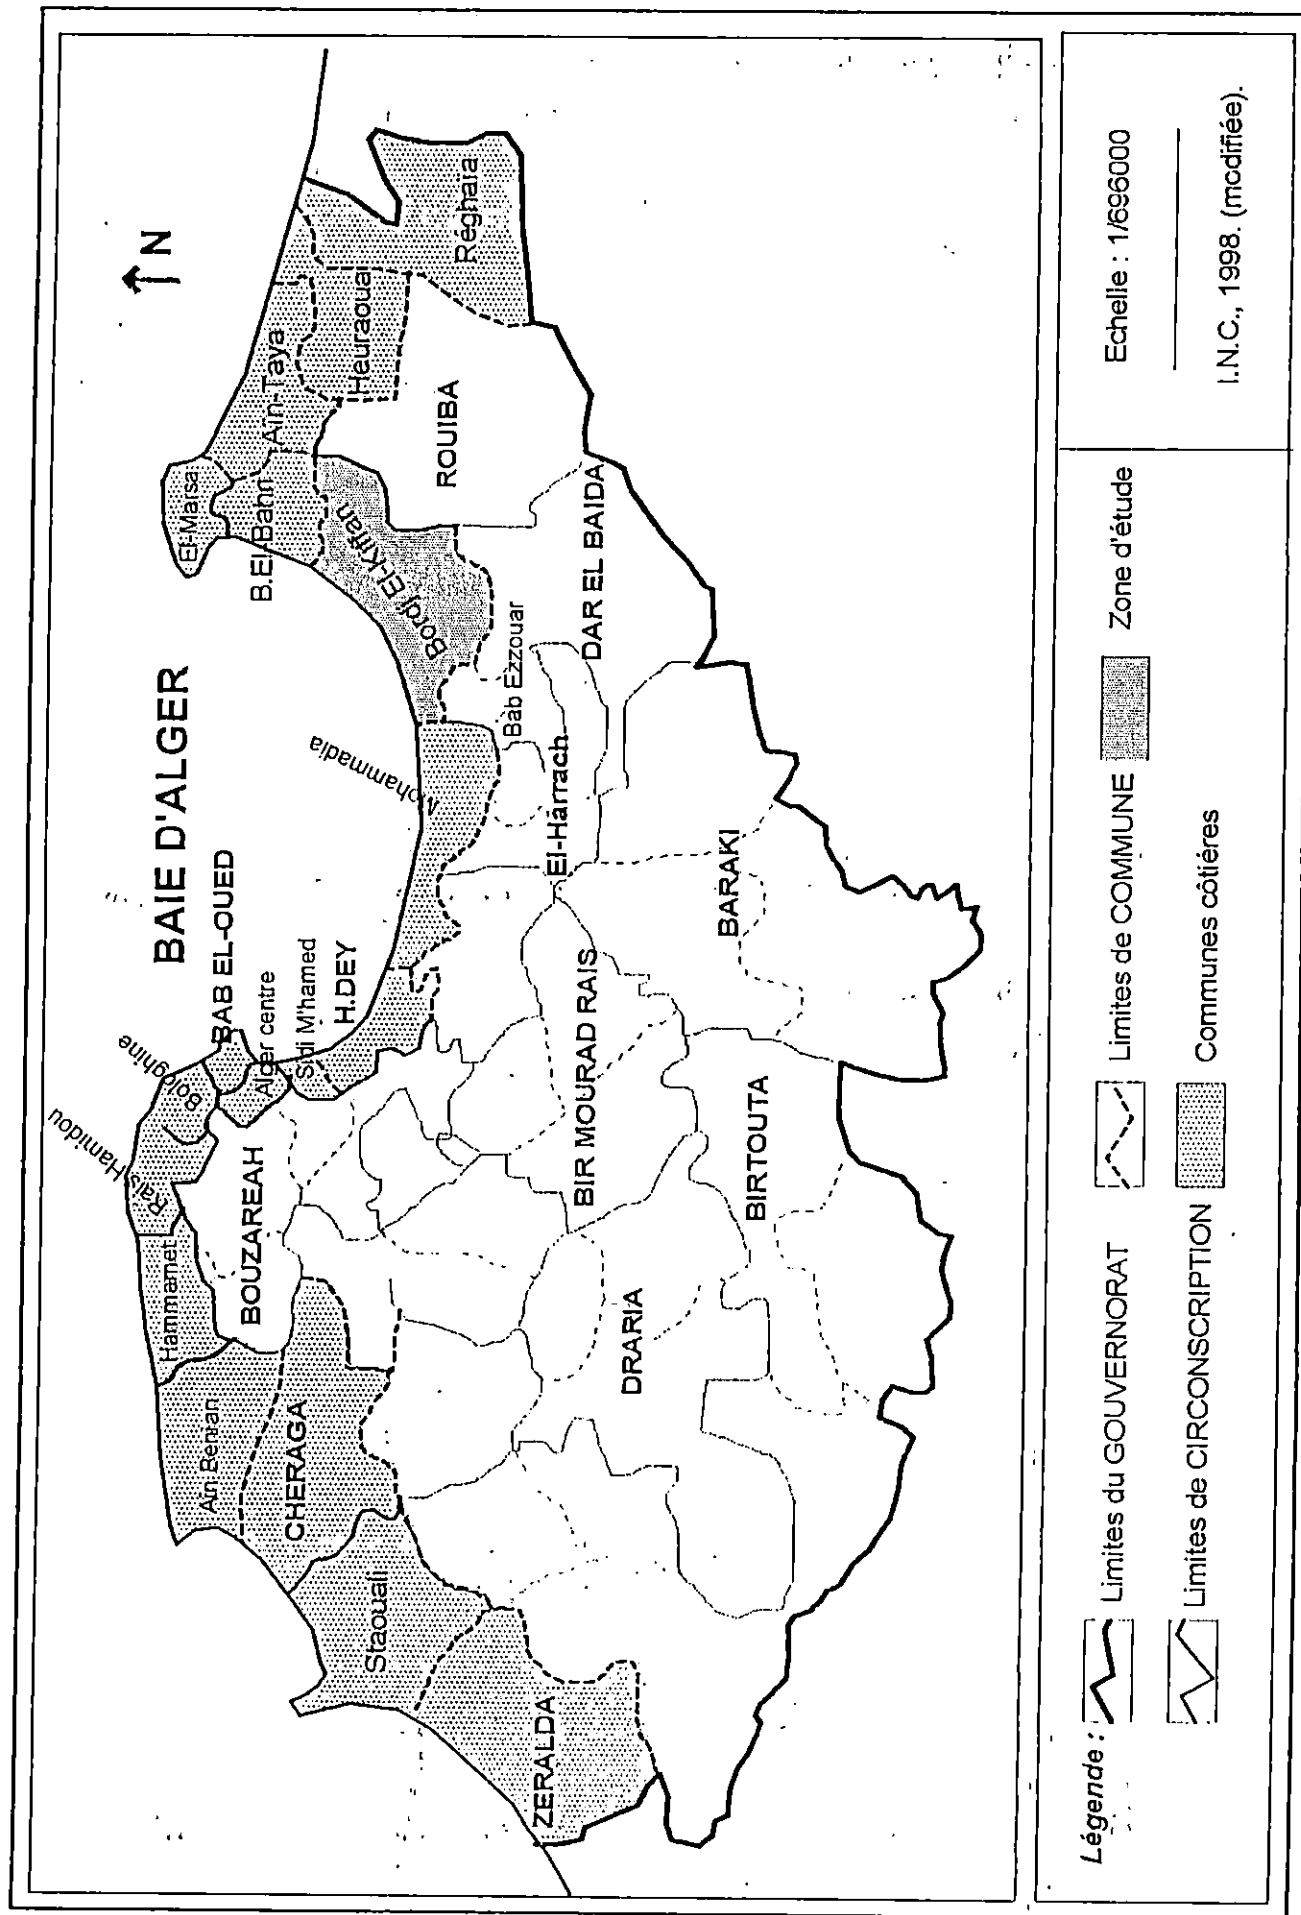 N
BAIE D'ALGER
El-Marsa
B.El-Bahri
Ain-Taya
Heuraoua
Réghaia
ROUIBA
Bordj El-Kiffan
DAR EL BAIDA
Bab Ezzouar
Mohammadia
El-Harrach
BARAKI
BAB EL-OUED
Bologhine
Rais Hamidou
Alger centre
Sidi M'hamed
H.DEY
BOUZAREAH
Hammamet
BIR MOURAD RAIS
BIRTOUTA
DRARIA
Ain Benian
CHERAGA
Staouali
ZERALDA
Légende :
Limites du GOUVERNORAT
Limites de COMMUNE
Zone d'étude
Limites de CIRCONSCRIPTION
Communes côtiéres
Echelle : 1/696000
I.N.C., 1998. (modifiée).